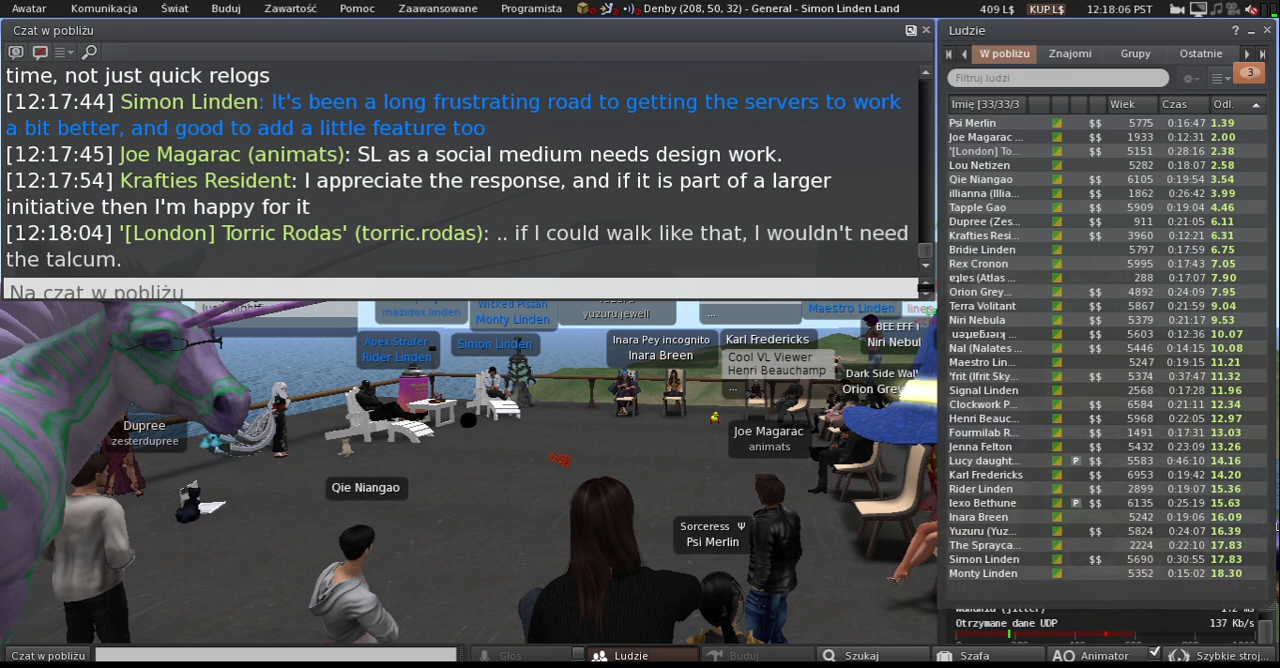 Awatar Komunikacja Świat Buduj Zawartość Pomoc Zaawansowane Programista Denby (208, 50, 32) - General - Simon Linden Land 409 L$ KUP L$ 12:18:06 PST
Czat w pobliżu
time, not just quick relogs
[12:17:44] Simon Linden: It's been a long frustrating road to getting the servers to work
a bit better, and good to add a little feature too
[12:17:45] Joe Magarac (animats): SL as a social medium needs design work.
[12:17:54] Krafties Resident: I appreciate the response, and if it is part of a larger
initiative then I'm happy for it
[12:18:04] '[London] Torric Rodas' (torric.rodas): .. if I could walk like that, I wouldn't need
the talcum.
Na czat w pobliżu
mazidox.linden
Wicked Pissah
Monty Linden
yuzuru.jewell
...
Maestro Linden
Apex Strafer
Rider Linden
Simon Linden
Inara Pey incognito
Inara Breen
Karl Fredericks
Cool VL Viewer
Henri Beauchamp
...
BEE EFF
Niri Nebul
Dark Side Wal
Orion Grey
Dupree
zesterdupree
Joe Magarac
animats
Qie Niangao
Sorceress Ψ
Psi Merlin
Ludzie
W pobliżu Znajomi Grupy Ostatnie
Filtruj ludzi 3
Imię [33/33/3 Wiek Czas Odl.
Psi Merlin $$ 5775 0:16:47 1.39
Joe Magarac ... $$ 1933 0:12:31 2.00
'[London] To... $$ 5151 0:28:16 2.38
Lou Netizen 5282 0:18:07 2.58
Qie Niangao $$ 6105 0:19:54 3.54
illianna (Illia... $$ 1862 0:26:42 3.99
Tapple Gao $$ 5909 0:19:04 4.46
Dupree (Zes... $$ 911 0:21:05 6.11
Krafties Resi... $$ 3960 0:12:21 6.31
Bridie Linden 5797 0:17:59 6.75
Rex Cronon 5995 0:17:43 7.05
(Atlas ... 288 0:17:07 7.90
Orion Grey... $$ 4892 0:24:09 7.95
Terra Volitant $$ 5867 0:21:59 9.04
Niri Nebula $$ 5379 0:21:17 9.53
$$ 5603 0:12:36 10.07
Nal (Nalates ... $$ 5446 0:14:15 10.08
Maestro Lin... 5247 0:19:15 11.21
'frit (Ifrit Sky... $$ 5374 0:37:47 11.32
Signal Linden 2568 0:17:28 11.96
Clockwork P... $$ 6584 0:21:11 12.34
Henri Beauc... $$ 5968 0:22:05 12.97
Fourmilab R... $$ 1491 0:17:31 13.03
Jenna Felton $$ 5432 0:23:09 13.26
Lucy daught... P $$ 5583 0:46:10 14.16
Karl Fredericks $$ 6953 0:19:42 14.20
Rider Linden $$ 2899 0:19:07 15.36
Iexo Bethune P $$ 6135 0:25:19 15.63
Inara Breen 5242 0:19:06 16.09
Yuzuru (Yuz... $$ 5824 0:24:07 16.39
The Sprayca... 2224 0:22:10 17.83
Simon Linden $$ 5690 0:30:55 17.83
Monty Linden 5352 0:15:02 18.30
Otrzymane dane UDP 137 Kb/s
Czat w pobliżu Głos Ludzie Buduj Szukaj Szafa AO Animator Szybkie stroj...